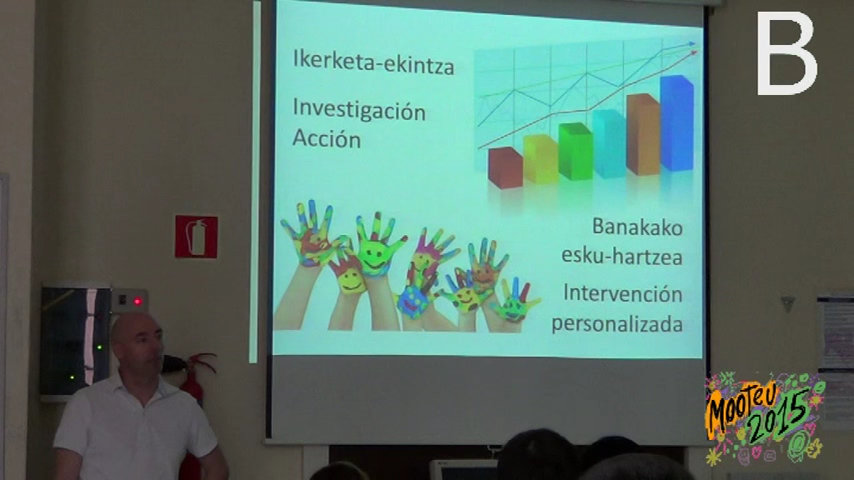 B
Ikerketa-ekintza
Investigación
Acción
Banakako
esku-hartzea
Intervención
personalizada
MOOTEU
2015